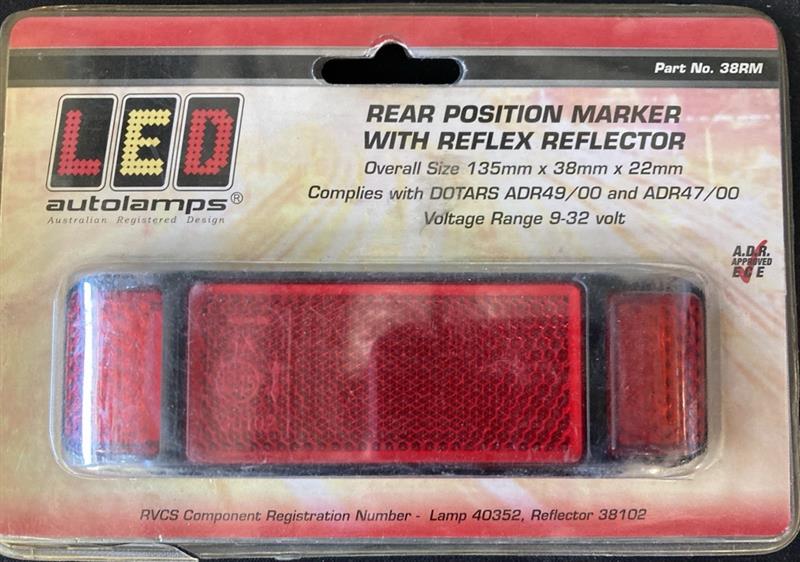 Part No. 38RM
LED
autolamps®
Australian Registered Design
REAR POSITION MARKER
WITH REFLEX REFLECTOR
Overall Size 135mm x 38mm x 22mm
Complies with DOTARS ADR49/00 and ADR47/00
Voltage Range 9-32 volt
A.D.R.
APPROVED
ECE
RVCS Component Registration Number - Lamp 40352, Reflector 38102